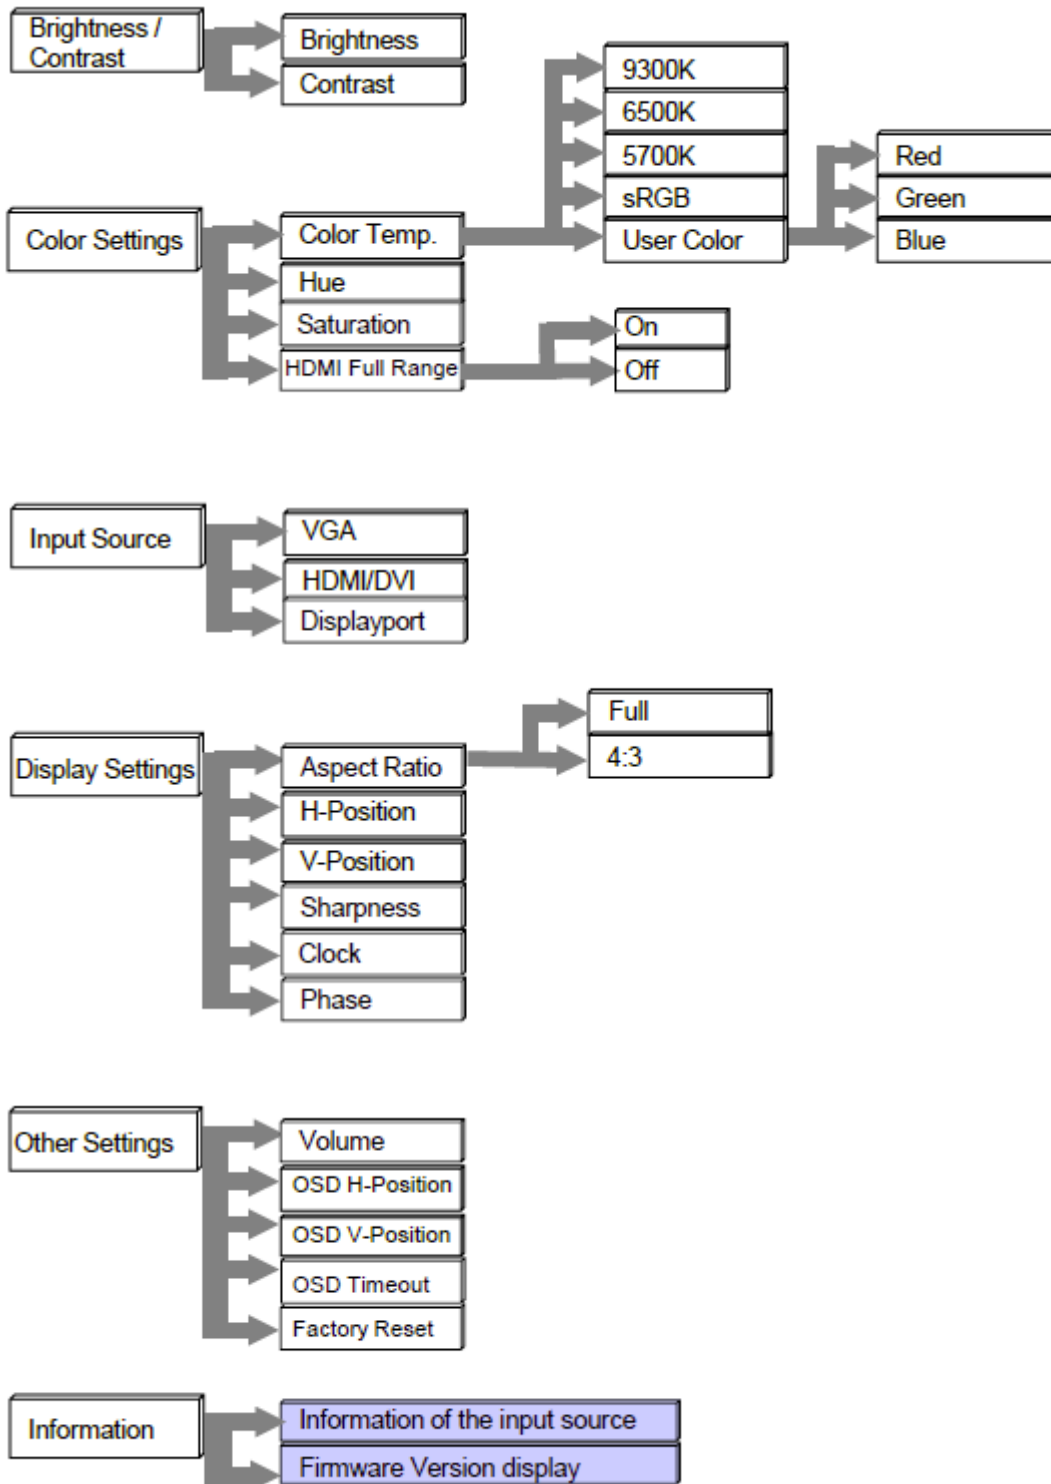 Brightness /
Contrast
Brightness
Contrast
Color Settings
Color Temp.
9300K
6500K
5700K
sRGB
User Color
Red
Green
Blue
Hue
Saturation
HDMI Full Range
On
Off
Input Source
VGA
HDMI/DVI
Displayport
Display Settings
Aspect Ratio
Full
4:3
H-Position
V-Position
Sharpness
Clock
Phase
Other Settings
Volume
OSD H-Position
OSD V-Position
OSD Timeout
Factory Reset
Information
Information of the input source
Firmware Version display